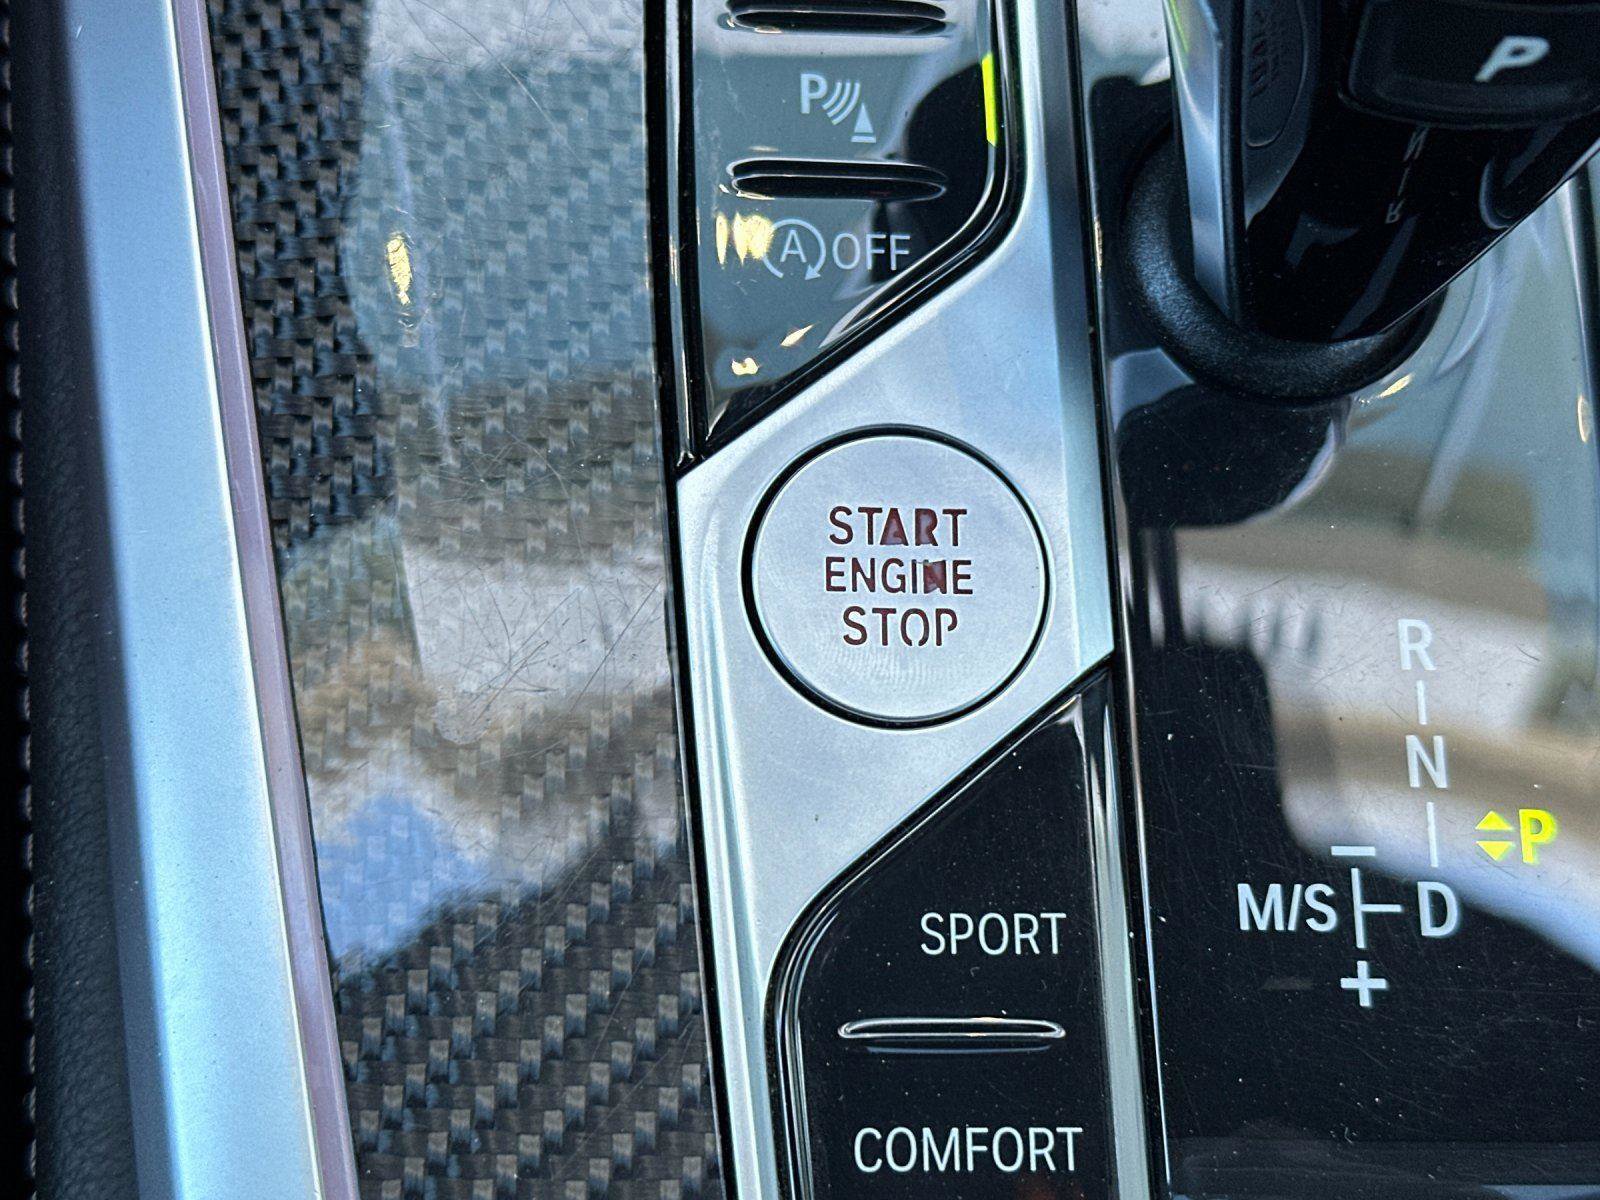 P
P
A OFF
START
ENGINE
STOP
R
N
P
M/S D
+
SPORT
COMFORT